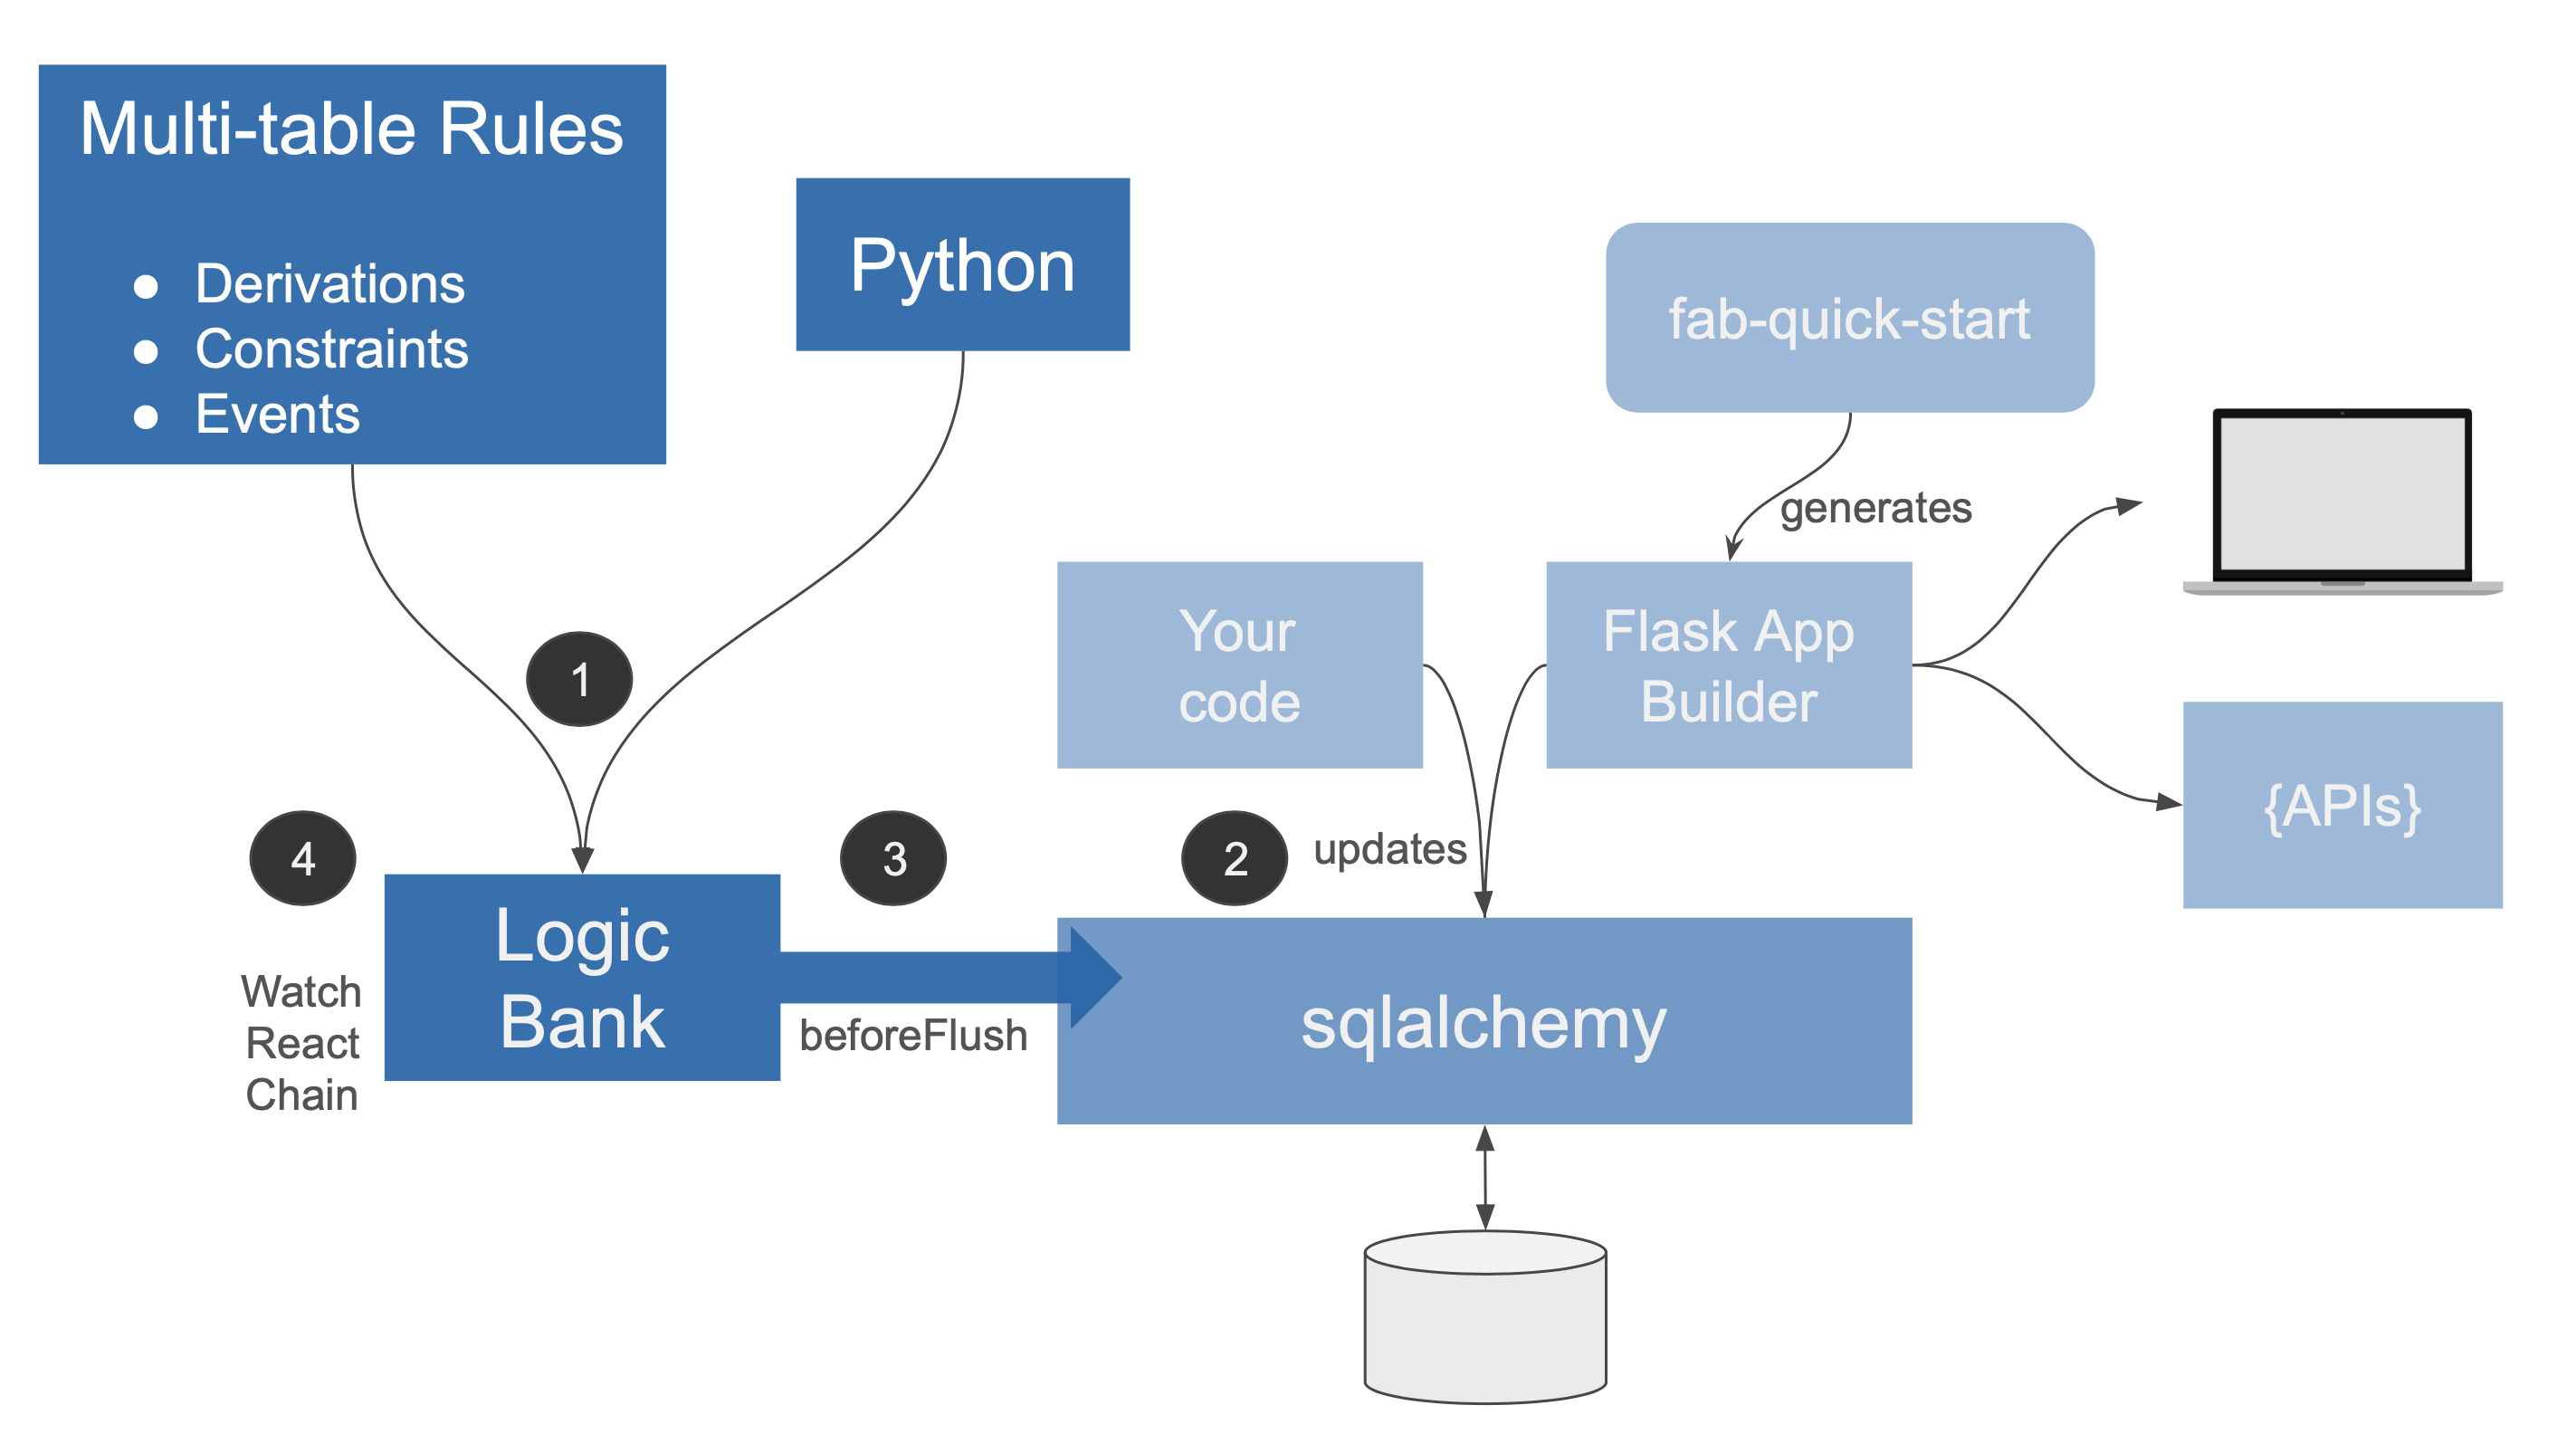 Multi-table Rules
● Derivations
● Constraints
● Events
Python
fab-quick-start
generates
Your
code
Flask App
Builder
{APIs}
1
4
3
2
updates
Logic
Bank
Watch
React
Chain
beforeFlush
sqlalchemy